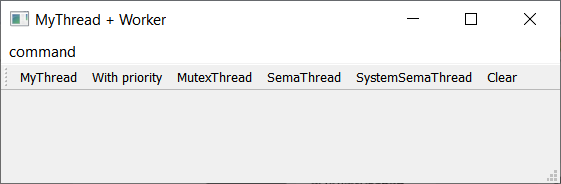 MyThread + Worker
command
MyThread With priority MutexThread SemaThread SystemSemaThread Clear